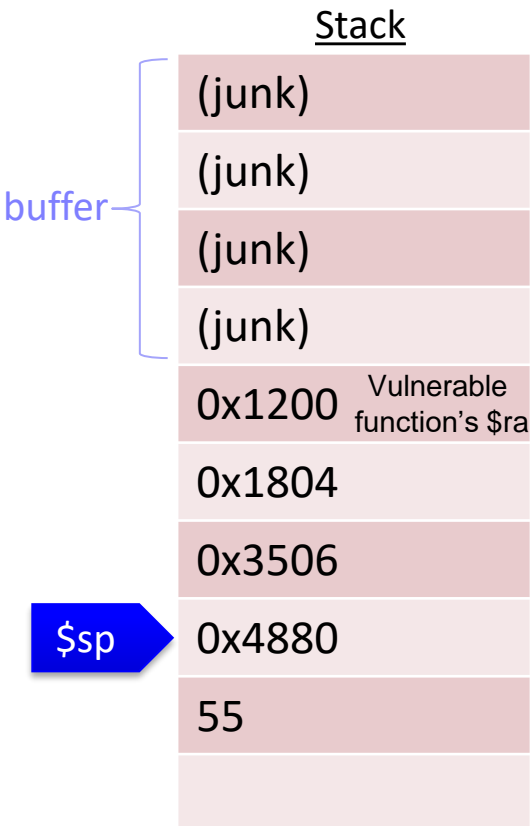 Stack
(junk)
(junk)
buffer
(junk)
(junk)
0x1200 Vulnerable
function's $ra
0x1804
0x3506
$sp 0x4880
55